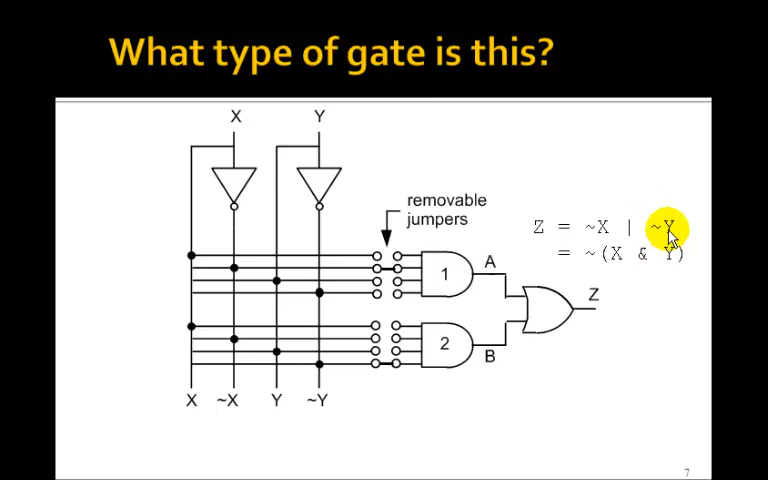 What type of gate is this?
X Y
removable
jumpers
Z = ~X | ~Y
= ~(X & Y)
1 A
Z
2 B
X ~X Y ~Y
7